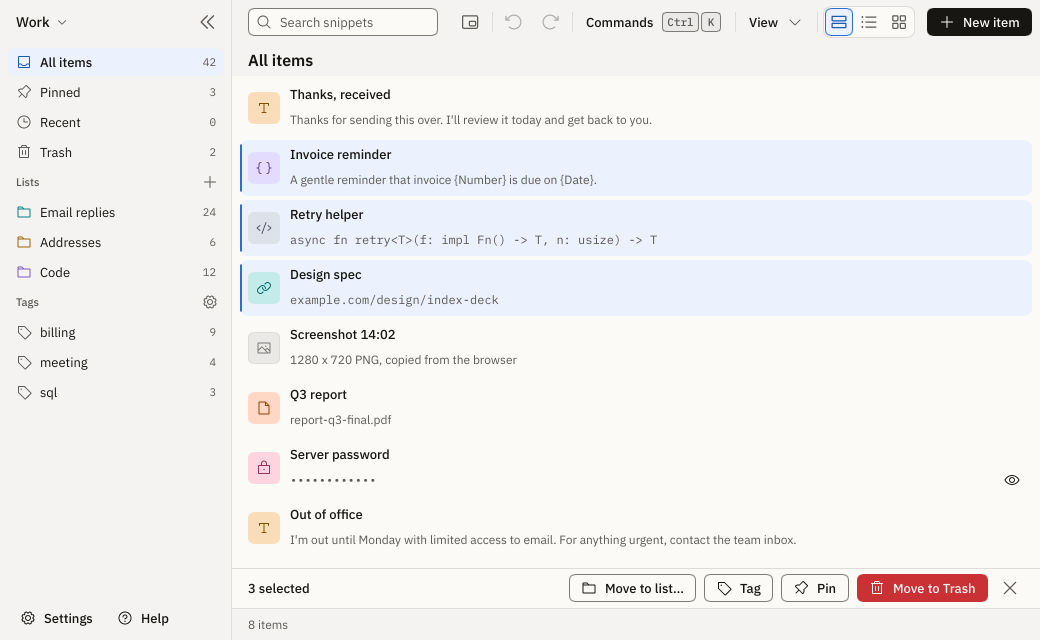 Work
Search snippets
Commands Ctrl K
View
New item
All items 42
Pinned 3
Recent 0
Trash 2
Lists
Email replies 24
Addresses 6
Code 12
Tags
billing 9
meeting 4
sql 3
Settings
Help
All items
T
Thanks, received
Thanks for sending this over. I'll review it today and get back to you.
{ }
Invoice reminder
A gentle reminder that invoice {Number} is due on {Date}.
</>
Retry helper
async fn retry<T>(f: impl Fn() -> T, n: usize) -> T
Design spec
example.com/design/index-deck
Screenshot 14:02
1280 x 720 PNG, copied from the browser
Q3 report
report-q3-final.pdf
Server password
••••••••••••
T
Out of office
I'm out until Monday with limited access to email. For anything urgent, contact the team inbox.
3 selected
Move to list...
Tag
Pin
Move to Trash
8 items